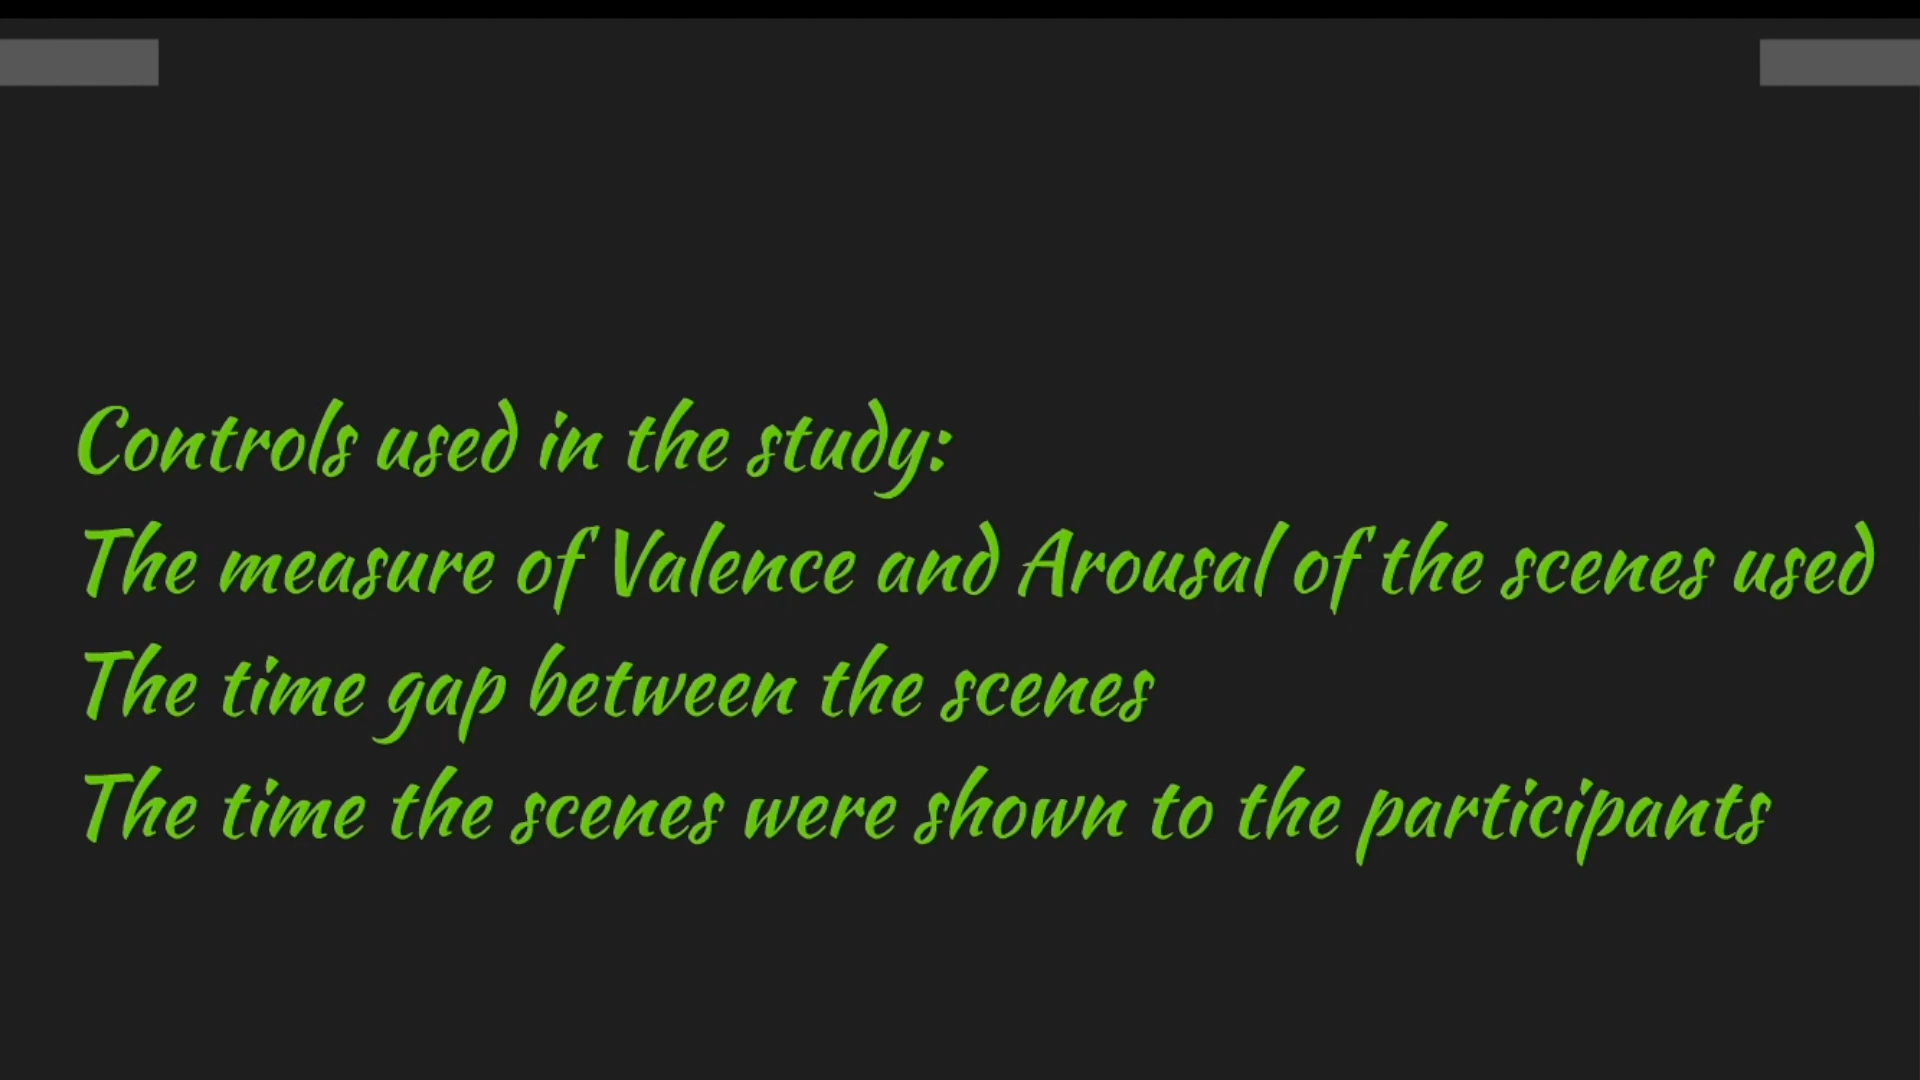 Controls used in the study:
The measure of Valence and Arousal of the scenes used
The time gap between the scenes
The time the scenes were shown to the participants